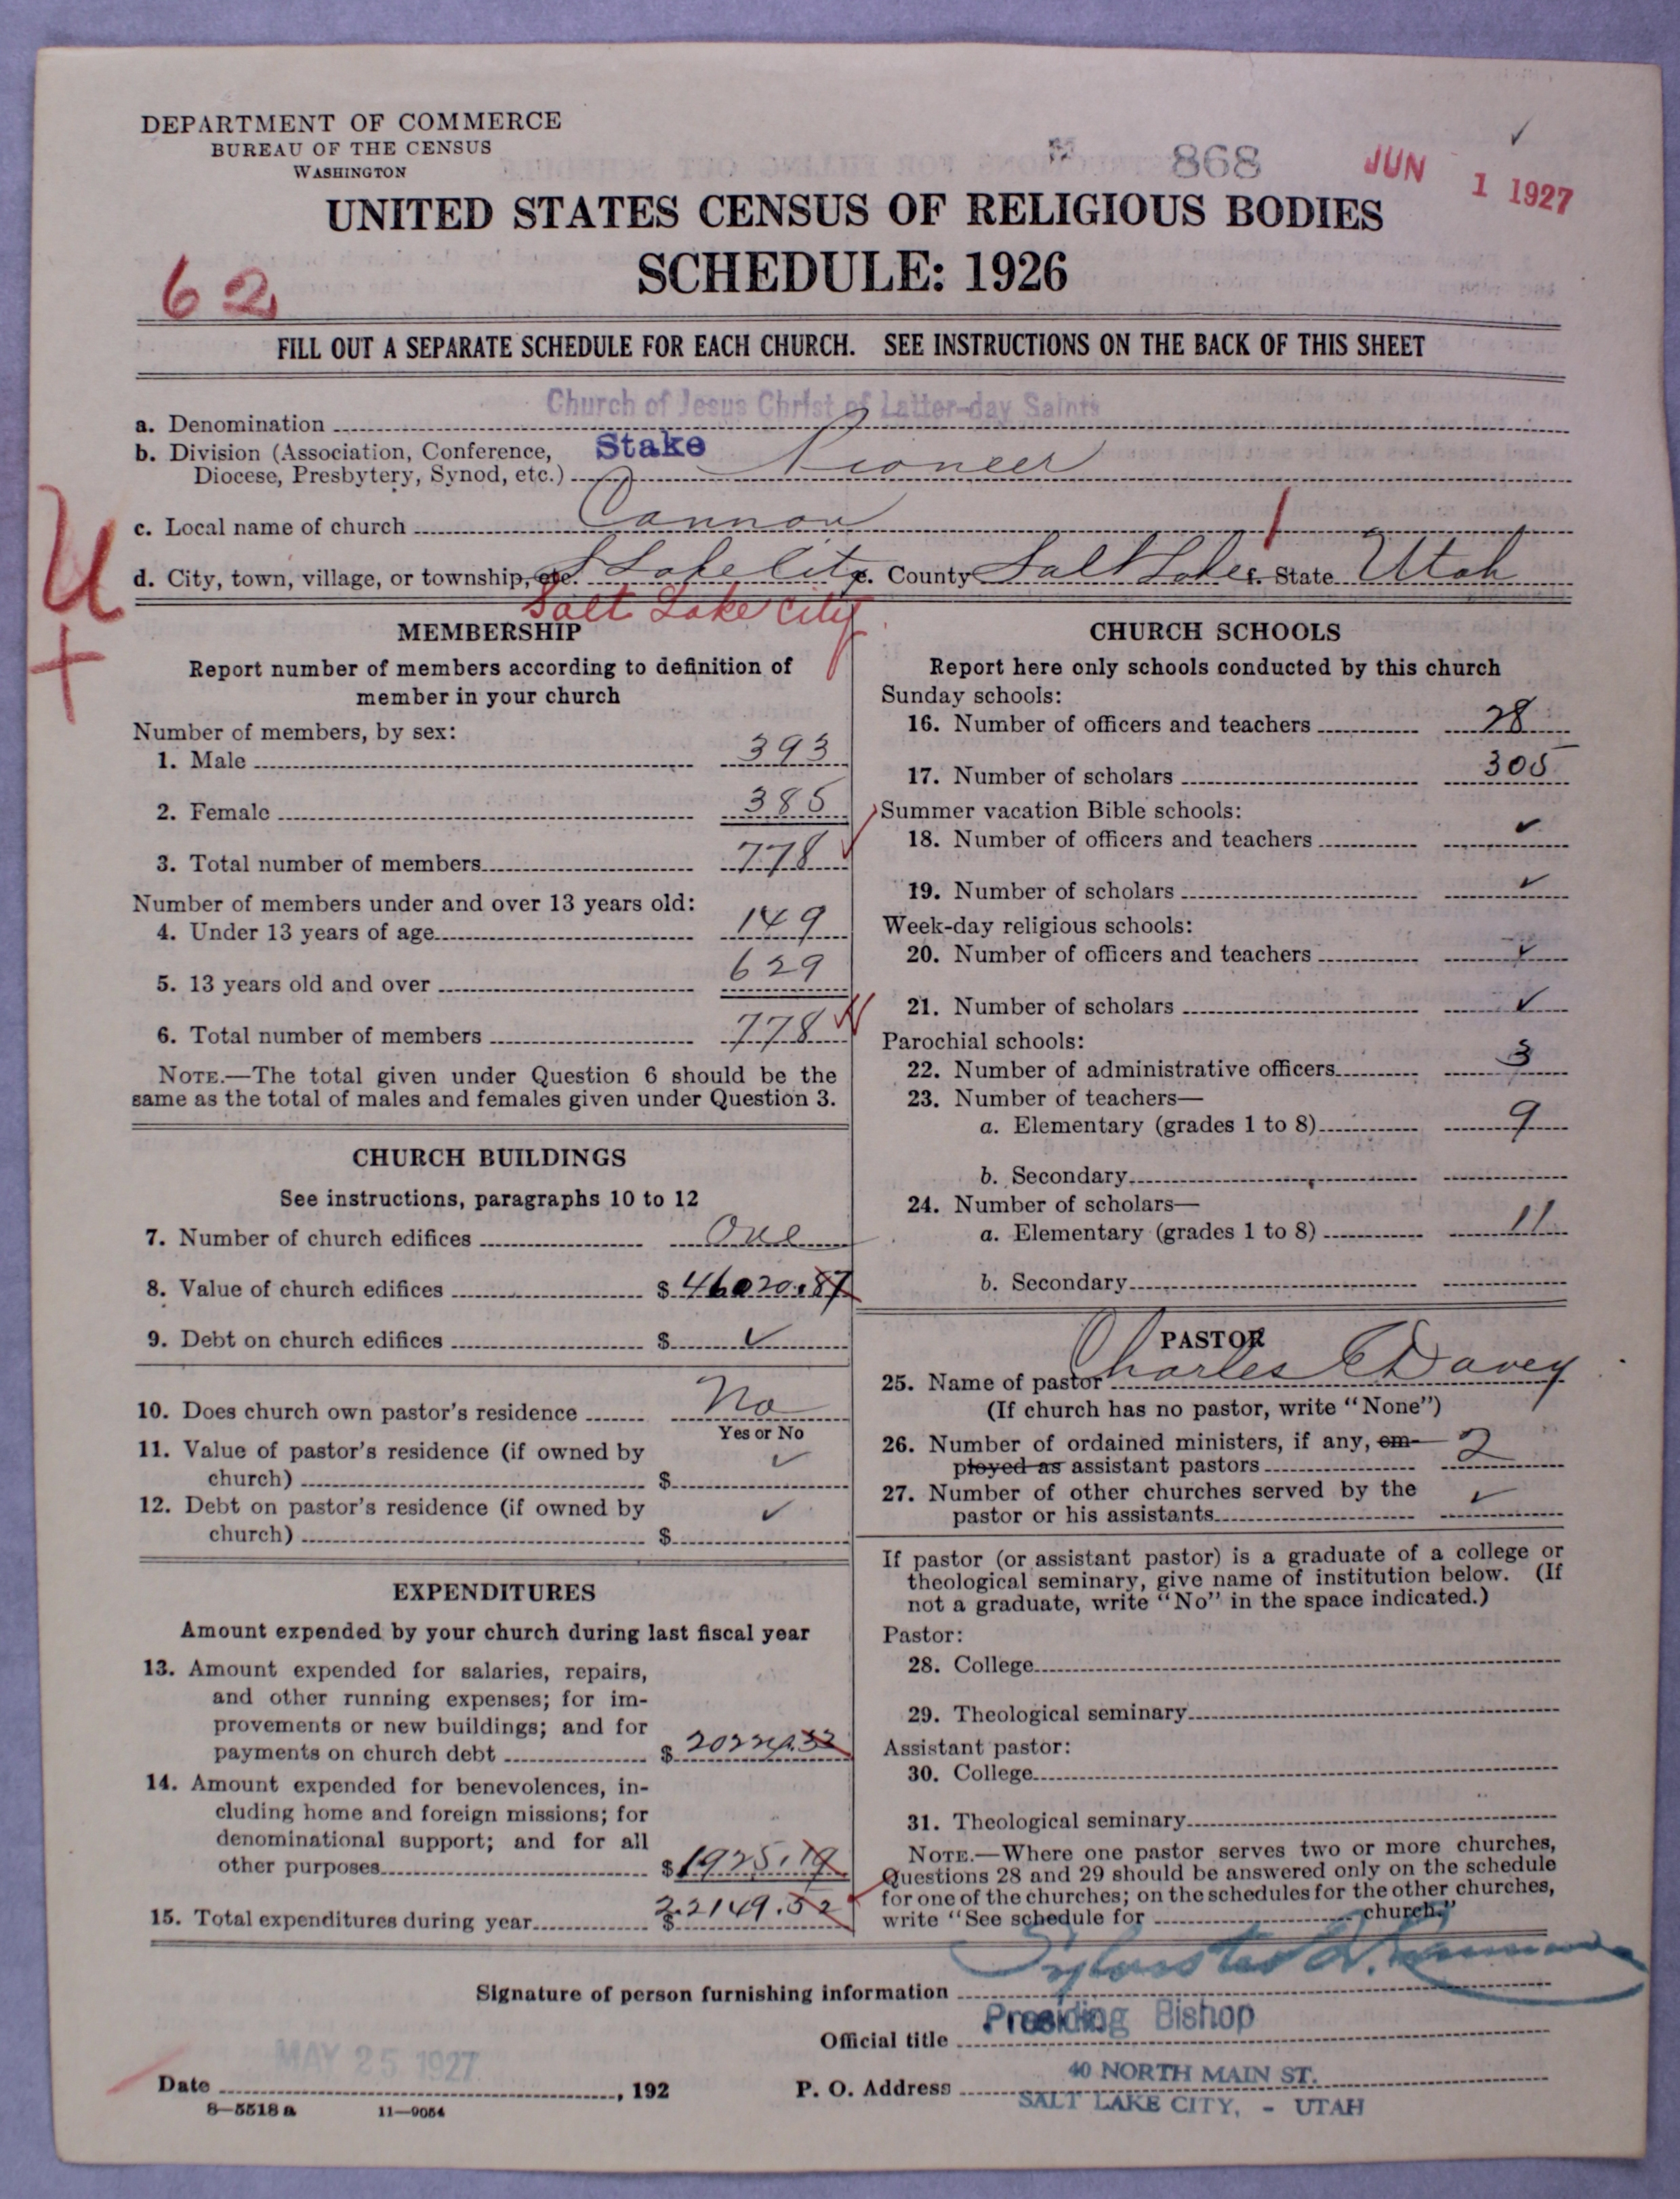 DEPARTMENT OF COMMERCE
BUREAU OF THE CENSUS
WASHINGTON
868
JUN 1 1927
UNITED STATES CENSUS OF RELIGIOUS BODIES
SCHEDULE: 1926
62
FILL OUT A SEPARATE SCHEDULE FOR EACH CHURCH. SEE INSTRUCTIONS ON THE BACK OF THIS SHEET
a. Denomination Church of Jesus Christ of Latter-day Saints
b. Division (Association, Conference, Diocese, Presbytery, Synod, etc.) Stake Pioneer
c. Local name of church Cannon
d. City, town, village, or township, etc. S Lake City e. County Salt Lake f. State Utah
Salt Lake City
U
+
MEMBERSHIP
Report number of members according to definition of
member in your church
Number of members, by sex:
1. Male 393
2. Female 385
3. Total number of members 778
Number of members under and over 13 years old:
4. Under 13 years of age 149
5. 13 years old and over 629
6. Total number of members 778
NOTE.—The total given under Question 6 should be the
same as the total of males and females given under Question 3.
CHURCH BUILDINGS
See instructions, paragraphs 10 to 12
7. Number of church edifices One
8. Value of church edifices $ 46020.87
9. Debt on church edifices $ ✓
10. Does church own pastor's residence No
Yes or No
11. Value of pastor's residence (if owned by
church) $ ✓
12. Debt on pastor's residence (if owned by
church) $ ✓
EXPENDITURES
Amount expended by your church during last fiscal year
13. Amount expended for salaries, repairs,
and other running expenses; for im-
provements or new buildings; and for
payments on church debt $ 20224.33
14. Amount expended for benevolences, in-
cluding home and foreign missions; for
denominational support; and for all
other purposes $ 1925.19
15. Total expenditures during year $ 22149.52
CHURCH SCHOOLS
Report here only schools conducted by this church
Sunday schools:
16. Number of officers and teachers 28
17. Number of scholars 305
Summer vacation Bible schools:
18. Number of officers and teachers ✓
19. Number of scholars ✓
Week-day religious schools:
20. Number of officers and teachers ✓
21. Number of scholars ✓
Parochial schools:
22. Number of administrative officers 3
23. Number of teachers—
a. Elementary (grades 1 to 8) 9
b. Secondary
24. Number of scholars—
a. Elementary (grades 1 to 8) 11
b. Secondary
PASTOR
25. Name of pastor Charles E Davey
(If church has no pastor, write "None")
26. Number of ordained ministers, if any, em-
ployed as assistant pastors 2
27. Number of other churches served by the
pastor or his assistants ✓
If pastor (or assistant pastor) is a graduate of a college or
theological seminary, give name of institution below. (If
not a graduate, write "No" in the space indicated.)
Pastor:
28. College
29. Theological seminary
Assistant pastor:
30. College
31. Theological seminary
NOTE.—Where one pastor serves two or more churches,
Questions 28 and 29 should be answered only on the schedule
for one of the churches; on the schedules for the other churches,
write "See schedule for church."
Signature of person furnishing information Sylvester Q. Cannon
Official title Presiding Bishop
Date MAY 25 1927, 192
P. O. Address 40 NORTH MAIN ST.
SALT LAKE CITY, - UTAH
8—5518 a 11—9054